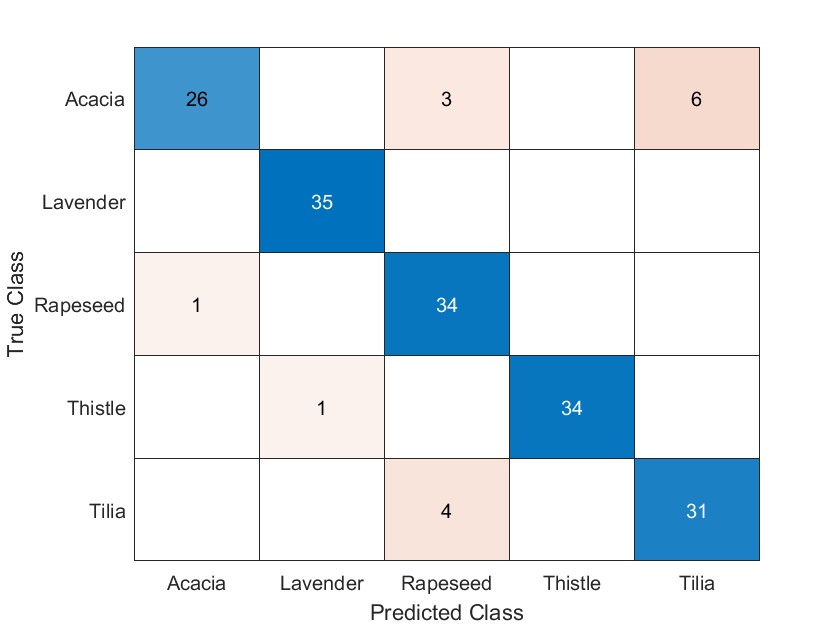 Acacia 26 3 6
Lavender 35
Rapeseed 1 34
Thistle 1 34
Tilia 4 31
Acacia Lavender Rapeseed Thistle Tilia
Predicted Class
True Class